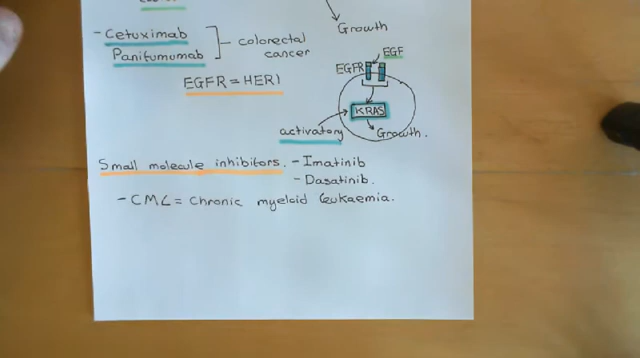 Growth
- Cetuximab
Panitumumab
colorectal
cancer
EGFR = HER1
EGF
EGFR
KRAS
activatory
Growth.
Small molecule inhibitors. - Imatinib
- Dasatinib.
- CML = Chronic myeloid leukaemia.